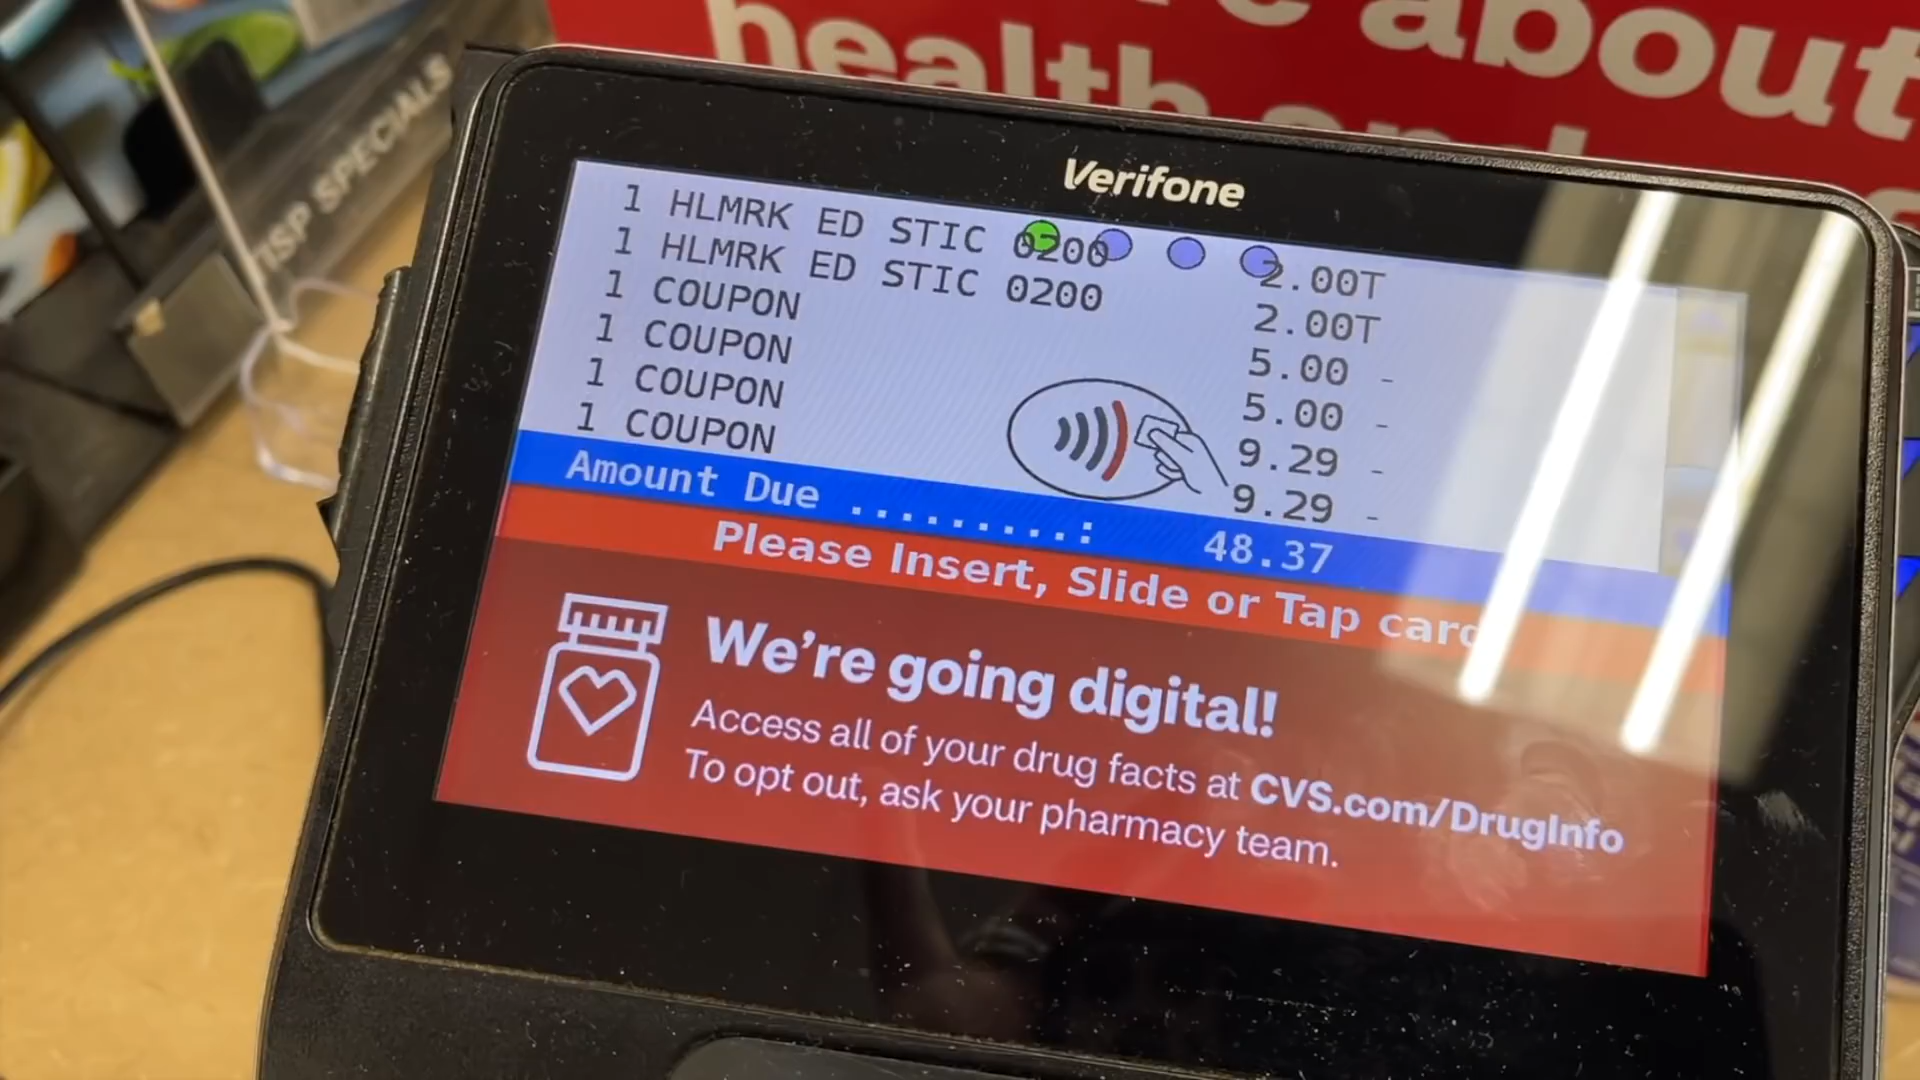 about
health and
TISP SPECIALS
Verifone
1 HLMRK ED STIC 0200 2.00T
1 HLMRK ED STIC 0200 2.00T
1 COUPON 5.00 -
1 COUPON 5.00 -
1 COUPON 9.29 -
1 COUPON 9.29 -
Amount Due .........: 48.37
Please Insert, Slide or Tap card
We're going digital!
Access all of your drug facts at CVS.com/DrugInfo
To opt out, ask your pharmacy team.